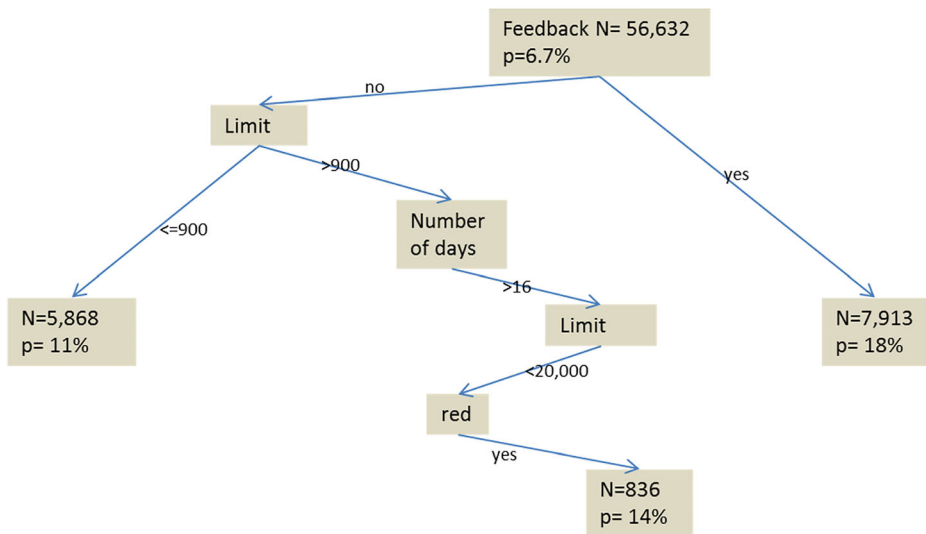 Feedback N= 56,632
p=6.7%
no
Limit
>900
yes
Number
of days
<=900
>16
N=5,868
p= 11%
Limit
N=7,913
p= 18%
<20,000
red
yes
N=836
p= 14%